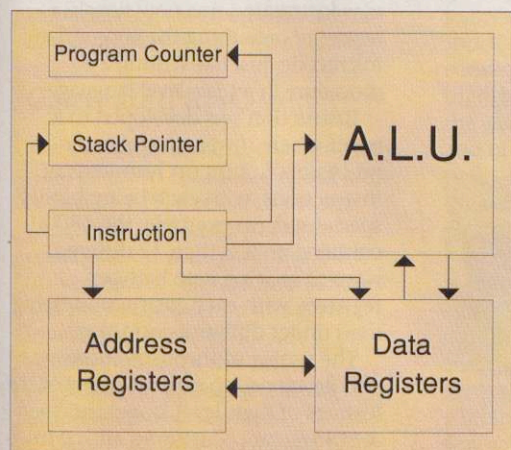 Program Counter
Stack Pointer
Instruction
A.L.U.
Address
Registers
Data
Registers